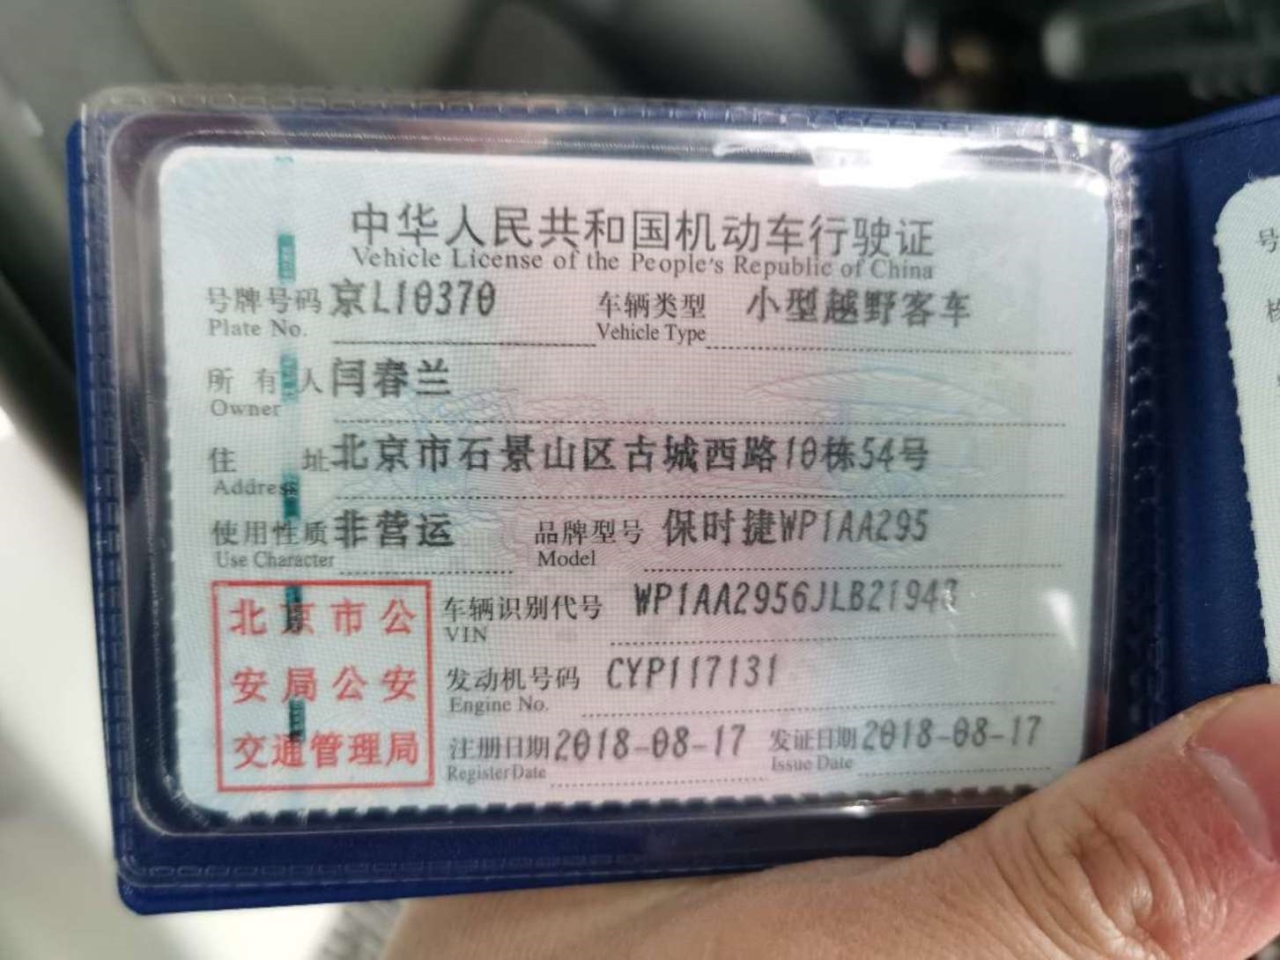 中华人民共和国机动车行驶证
Vehicle License of the People's Republic of China
号牌号码 京L10370 车辆类型 小型越野客车
Plate No. Vehicle Type
所有人 闫春兰
Owner
住址 北京市石景山区古城西路10栋54号
Address
使用性质 非营运 品牌型号 保时捷WP1AA295
Use Character Model
北京市公
安局公安
交通管理局
车辆识别代号
VIN
发动机号码 CYP117131
Engine No.
注册日期 2018-08-17 发证日期 2018-08-17
Register Date Issue Date
号